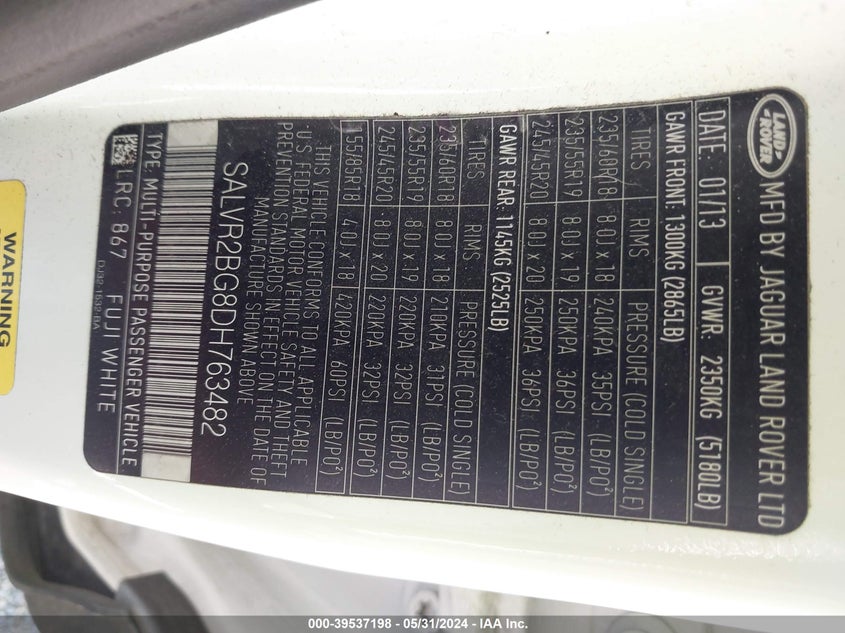 LAND ROVER
MFD BY JAGUAR LAND ROVER LTD
DATE: 01/13 GVWR: 2350KG (5180LB)
GAWR FRONT: 1300KG (2865LB)
TIRES RIMS PRESSURE (COLD SINGLE)
235/60R18 8.0J x 18 240KPA 35PSI (LB/PO²)
235/55R19 8.0J x 19 250KPA 36PSI (LB/PO²)
245/45R20 8.0J x 20 250KPA 36PSI (LB/PO²)
GAWR REAR: 1145KG (2525LB)
TIRES RIMS PRESSURE (COLD SINGLE)
235/60R18 8.0J x 18 210KPA 31PSI (LB/PO²)
235/55R19 8.0J x 19 220KPA 32PSI (LB/PO²)
245/45R20 8.0J x 20 220KPA 32PSI (LB/PO²)
155/85R18 4.0J x 18 420KPA 60PSI (LB/PO²)
THIS VEHICLE CONFORMS TO ALL APPLICABLE
U.S. FEDERAL MOTOR VEHICLE SAFETY AND THEFT
PREVENTION STANDARDS IN EFFECT ON THE DATE OF
MANUFACTURE SHOWN ABOVE
SALVR2BG8DH763482
TYPE: MULTI-PURPOSE PASSENGER VEHICLE
LRC: 867 FUJI WHITE
DJ32-1532-BA
WARNING
000-39537198 - 05/31/2024 - IAA Inc.